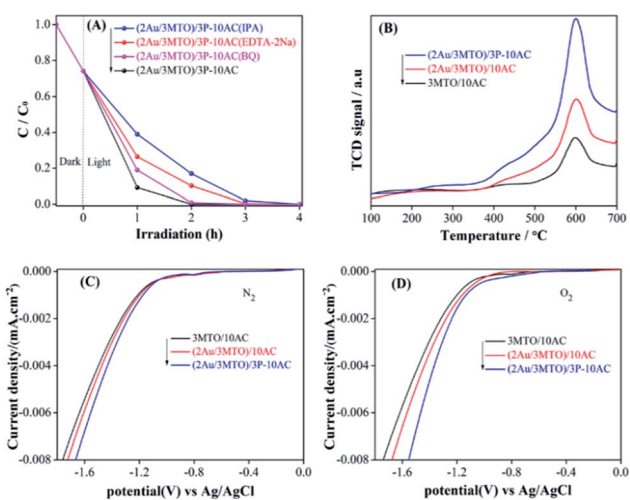 (A)
(2Au/3MTO)/3P-10AC(IPA)
(2Au/3MTO)/3P-10AC(EDTA-2Na)
(2Au/3MTO)/3P-10AC(BQ)
(2Au/3MTO)/3P-10AC
C / C₀
1.0
0.8
0.6
0.4
0.2
0.0
Dark Light
0 1 2 3 4
Irradiation (h)
(B)
(2Au/3MTO)/3P-10AC
(2Au/3MTO)/10AC
3MTO/10AC
TCD signal / a.u
100 200 300 400 500 600 700
Temperature / °C
(C)
N₂
3MTO/10AC
(2Au/3MTO)/10AC
(2Au/3MTO)/3P-10AC
Current density/(mA.cm⁻²)
0.000
-0.002
-0.004
-0.006
-0.008
-1.6 -1.2 -0.8 -0.4 0.0
potential(V) vs Ag/AgCl
(D)
O₂
3MTO/10AC
(2Au/3MTO)/10AC
(2Au/3MTO)/3P-10AC
Current density/(mA.cm⁻²)
0.000
-0.002
-0.004
-0.006
-0.008
-1.6 -1.2 -0.8 -0.4 0.0
potential(V) vs Ag/AgCl